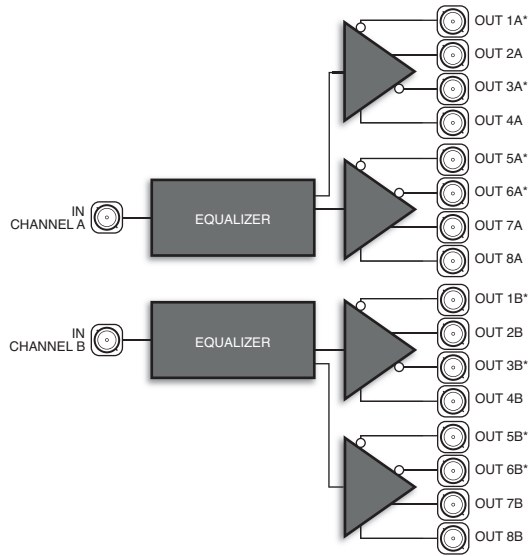 OUT 1A*
OUT 2A
OUT 3A*
OUT 4A
OUT 5A*
OUT 6A*
OUT 7A
OUT 8A
IN
CHANNEL A
EQUALIZER
OUT 1B*
OUT 2B
OUT 3B*
OUT 4B
IN
CHANNEL B
EQUALIZER
OUT 5B*
OUT 6B*
OUT 7B
OUT 8B